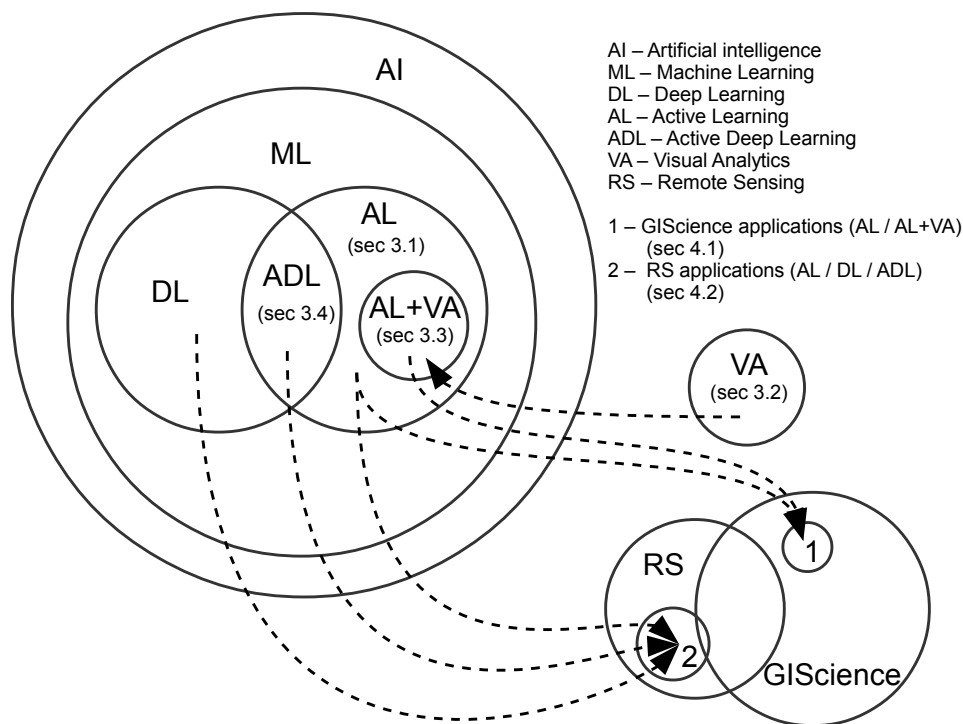 AI
ML
DL
ADL
(sec 3.4)
AL
(sec 3.1)
AL+VA
(sec 3.3)
AI – Artificial intelligence
ML – Machine Learning
DL – Deep Learning
AL – Active Learning
ADL – Active Deep Learning
VA – Visual Analytics
RS – Remote Sensing
1 – GIScience applications (AL / AL+VA)
(sec 4.1)
2 – RS applications (AL / DL / ADL)
(sec 4.2)
VA
(sec 3.2)
RS
1
2
GIScience